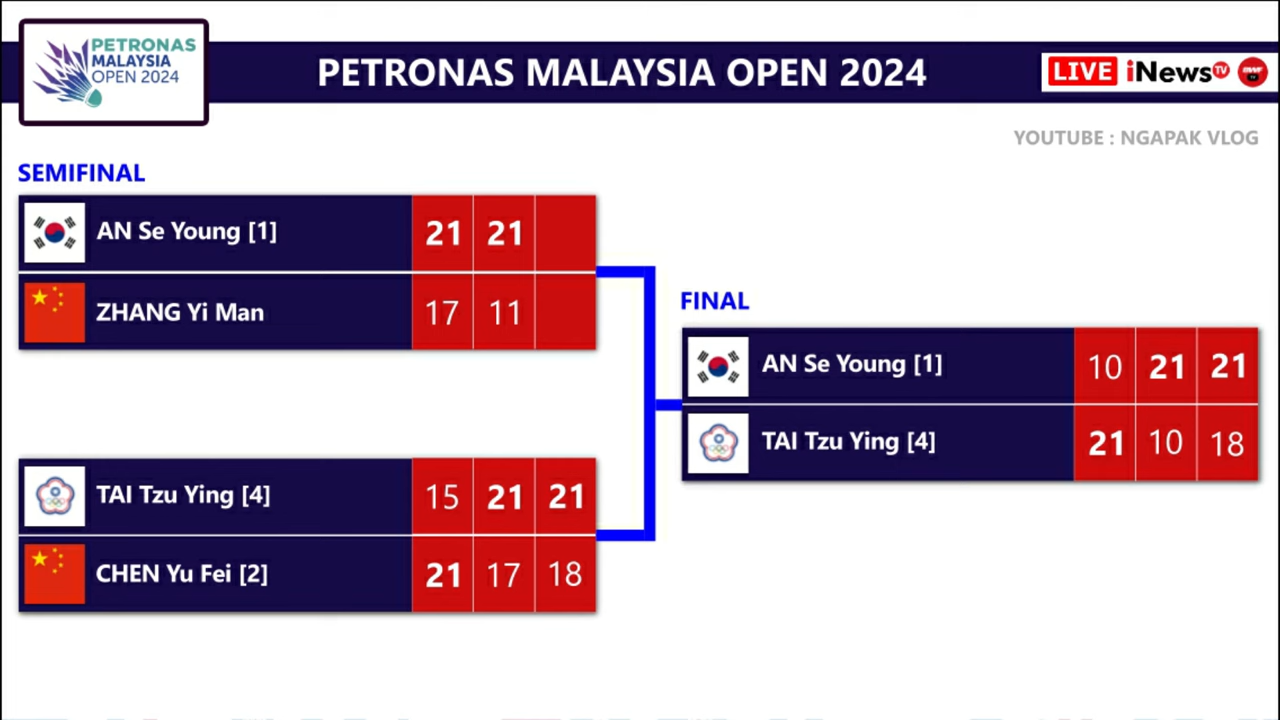 PETRONAS
MALAYSIA
OPEN 2024
PETRONAS MALAYSIA OPEN 2024
LIVE iNews TV
YOUTUBE : NGAPAK VLOG
SEMIFINAL
AN Se Young [1] 21 21
ZHANG Yi Man 17 11
TAI Tzu Ying [4] 15 21 21
CHEN Yu Fei [2] 21 17 18
FINAL
AN Se Young [1] 10 21 21
TAI Tzu Ying [4] 21 10 18